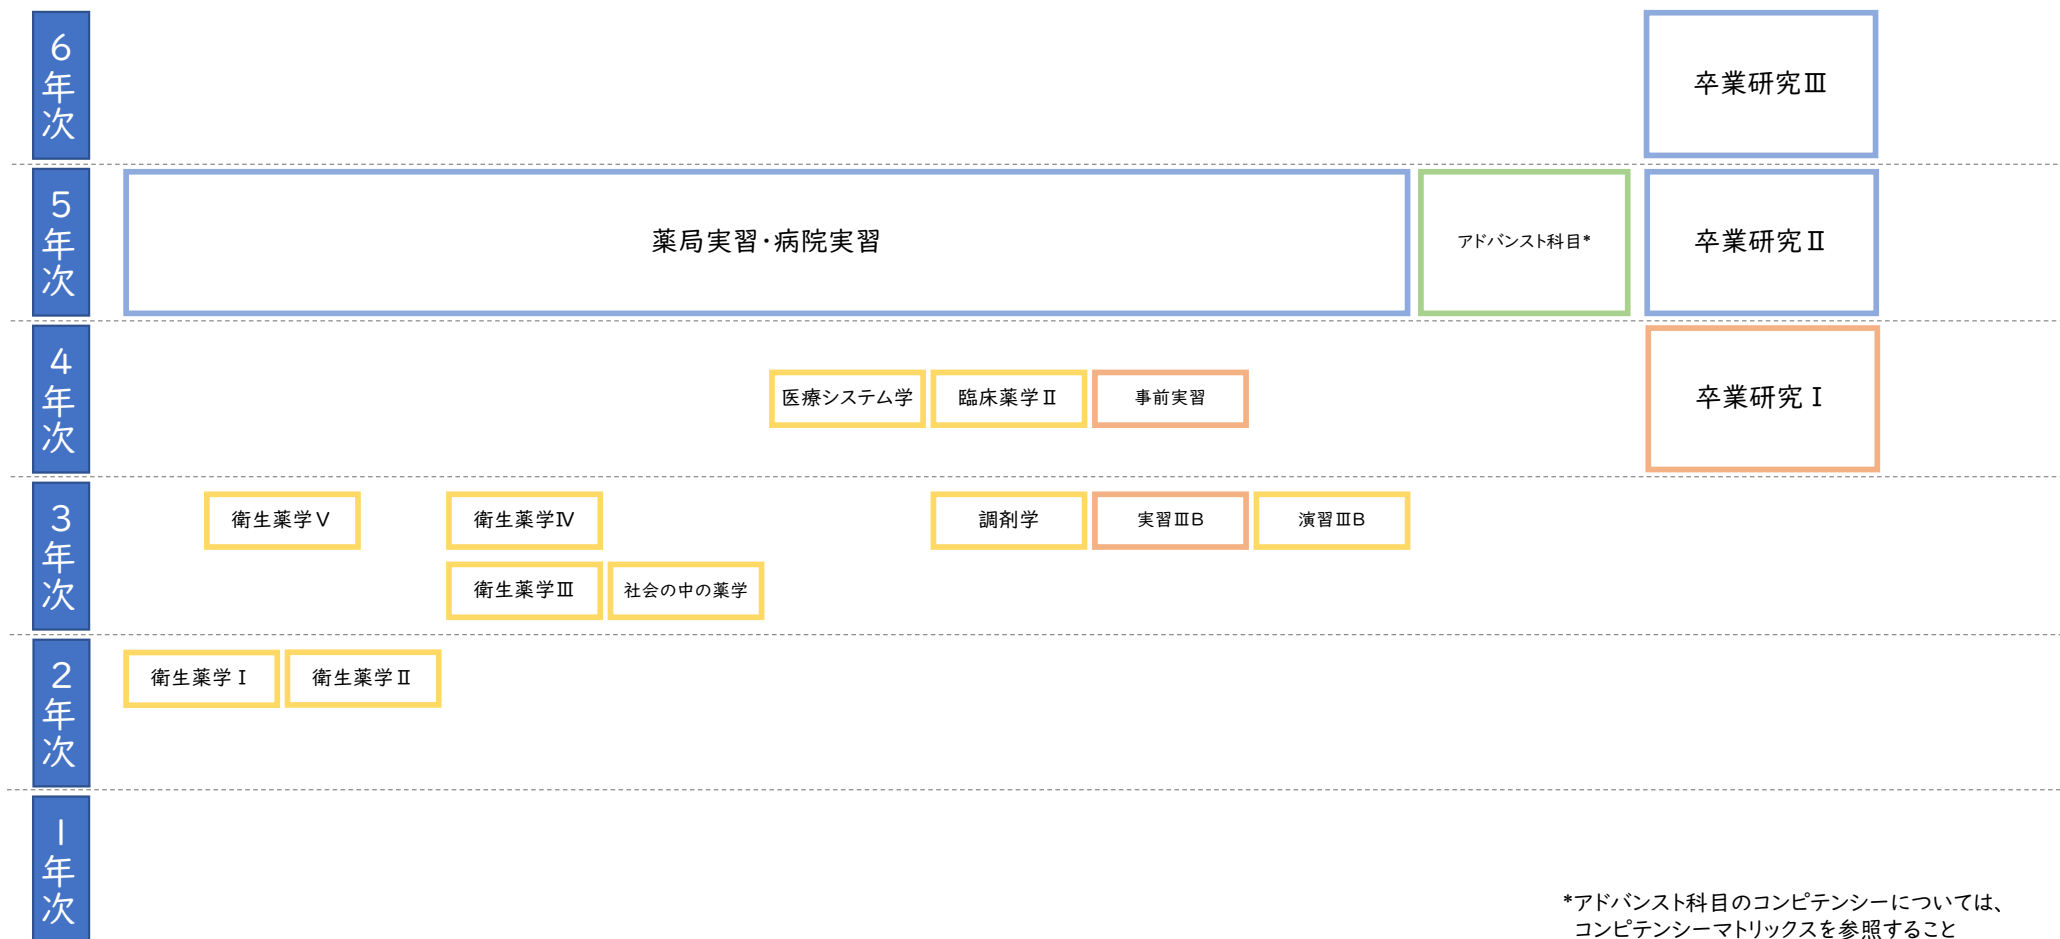 6年次
卒業研究Ⅲ
5年次
薬局実習・病院実習
アドバンスト科目*
卒業研究Ⅱ
4年次
医療システム学
臨床薬学Ⅱ
事前実習
卒業研究Ⅰ
3年次
衛生薬学Ⅴ
衛生薬学Ⅳ
調剤学
実習ⅢB
演習ⅢB
衛生薬学Ⅲ
社会の中の薬学
2年次
衛生薬学Ⅰ
衛生薬学Ⅱ
1年次
*アドバンスト科目のコンピテンシーについては、
コンピテンシーマトリックスを参照すること